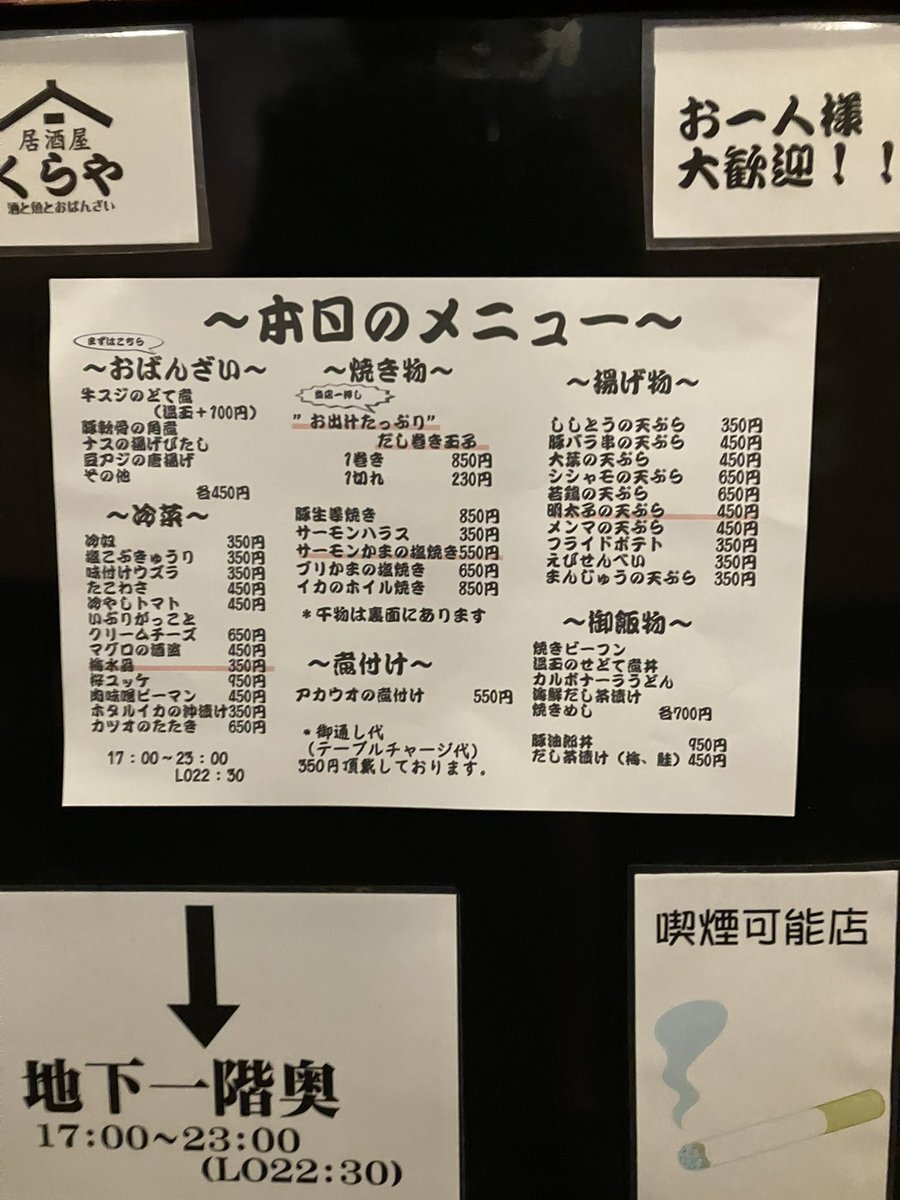 居酒屋
くらや
酒と魚とおばんざい
お一人様
大歓迎!!
~本日のメニュー~
まずはこちら
~おばんざい~
牛スジのどて煮
(温玉+100円)
豚軟骨の角煮
ナスの揚げびたし
豆アジの唐揚げ
その他
各450円
~冷菜~
冷奴 350円
塩こぶきゅうり 350円
味付けウズラ 350円
たこわさ 450円
冷やしトマト 450円
いぶりがっこと
クリームチーズ 650円
マグロの酒盗 450円
梅水晶 350円
桜ユッケ 950円
肉味噌ピーマン 450円
ホタルイカの沖漬け350円
カツオのたたき 650円
17:00~23:00
LO22:30
~焼き物~
当店一押し
"お出汁たっぷり"
だし巻き玉子
1巻き 850円
1切れ 230円
豚生姜焼き 850円
サーモンハラス 350円
サーモンかまの塩焼き550円
ブリかまの塩焼き 650円
イカのホイル焼き 850円
*干物は裏面にあります
~煮付け~
アカウオの煮付け 550円
*御通し代
(テーブルチャージ代)
350円頂戴しております。
~揚げ物~
ししとうの天ぷら 350円
豚バラ串の天ぷら 450円
大葉の天ぷら 450円
シシャモの天ぷら 650円
若鶏の天ぷら 650円
明太子の天ぷら 450円
メンマの天ぷら 450円
フライドポテト 350円
えびせんべい 350円
まんじゅうの天ぷら 350円
~御飯物~
焼きビーフン
温玉のせどて煮丼
カルボナーラうどん
海鮮だし茶漬け
焼きめし 各700円
豚油淋丼 950円
だし茶漬け(梅、鮭)450円
地下一階奥
17:00~23:00
(LO22:30)
喫煙可能店